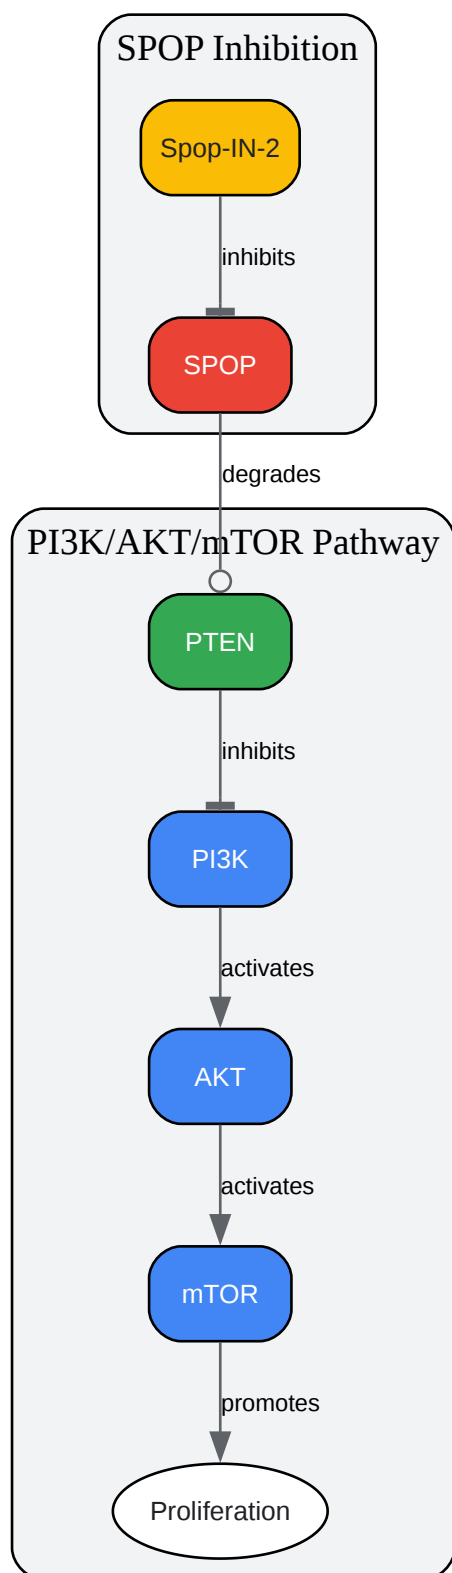 SPOP Inhibition
Spop-IN-2
inhibits
SPOP
degrades
PI3K/AKT/mTOR Pathway
PTEN
inhibits
PI3K
activates
AKT
activates
mTOR
promotes
Proliferation